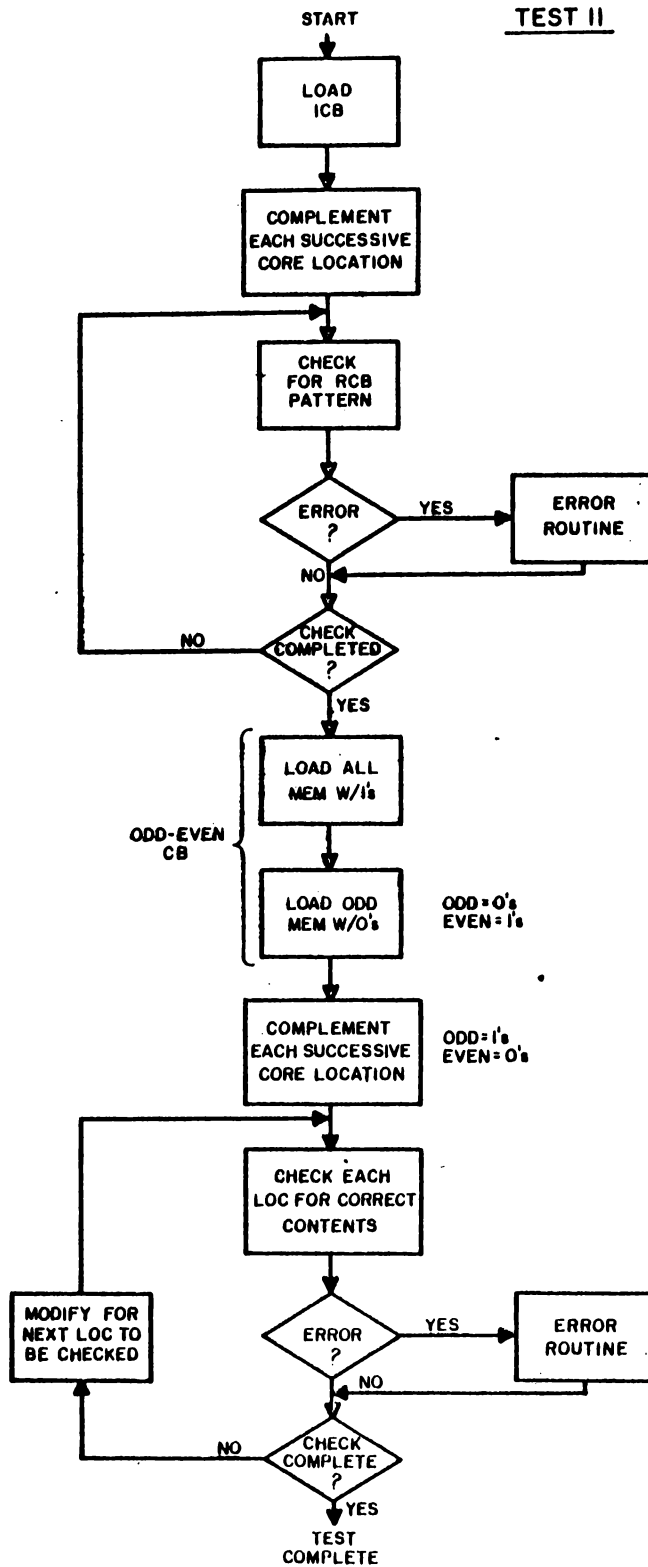 START
TEST II
LOAD
ICB
COMPLEMENT
EACH SUCCESSIVE
CORE LOCATION
CHECK
FOR RCB
PATTERN
ERROR
?
YES
ERROR
ROUTINE
NO
CHECK
COMPLETED
?
NO
YES
ODD-EVEN
CB
LOAD ALL
MEM W/1's
LOAD ODD
MEM W/0's
ODD=0's
EVEN=1's
COMPLEMENT
EACH SUCCESSIVE
CORE LOCATION
ODD=1's
EVEN=0's
CHECK EACH
LOC FOR CORRECT
CONTENTS
MODIFY FOR
NEXT LOC TO
BE CHECKED
ERROR
?
YES
ERROR
ROUTINE
NO
CHECK
COMPLETE
?
NO
YES
TEST
COMPLETE